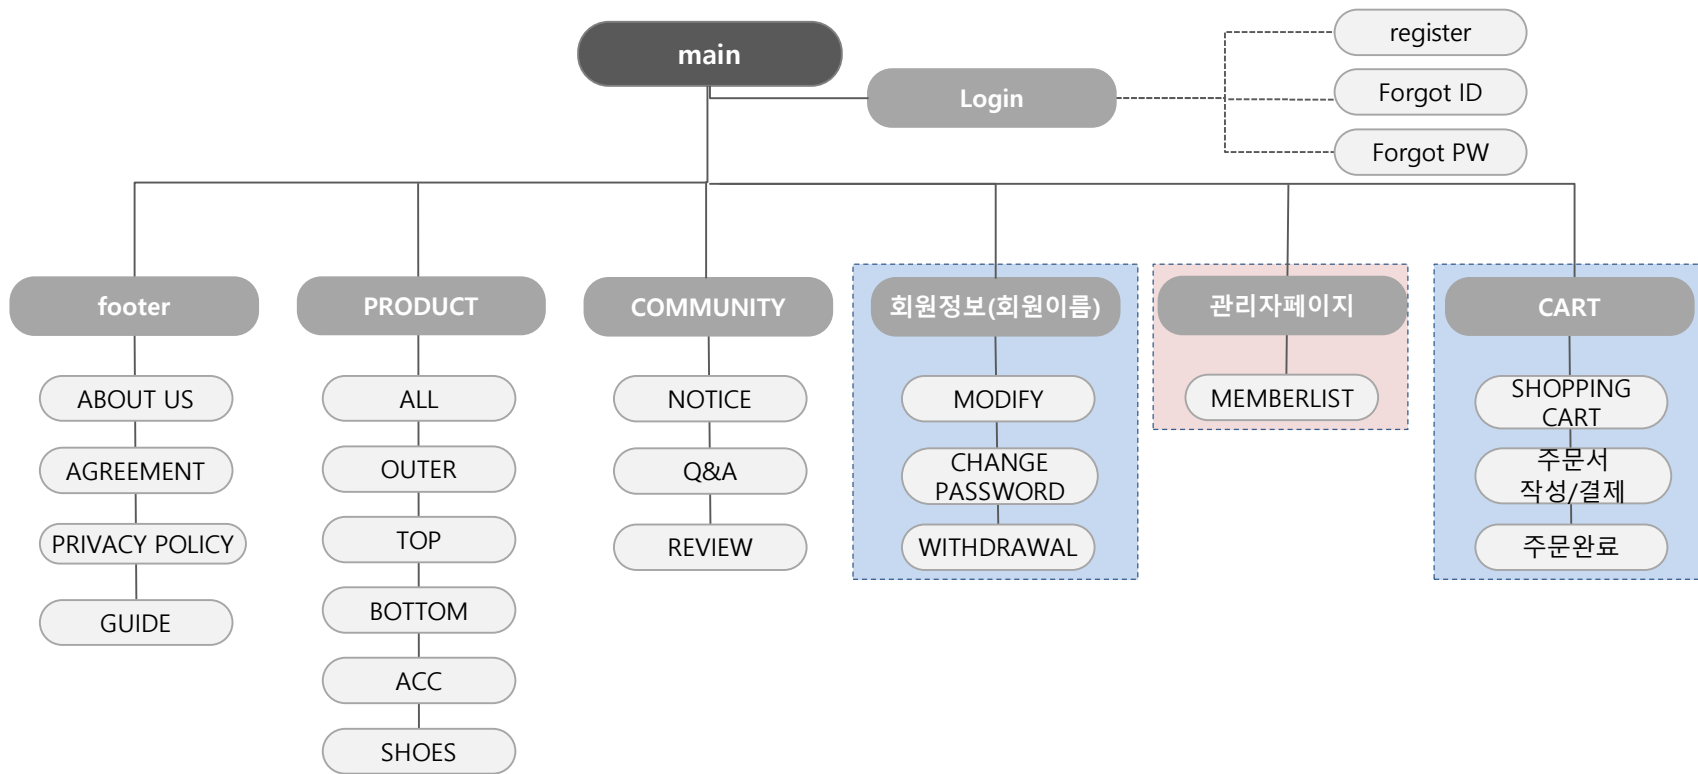 main
Login
register
Forgot ID
Forgot PW
footer
ABOUT US
AGREEMENT
PRIVACY POLICY
GUIDE
PRODUCT
ALL
OUTER
TOP
BOTTOM
ACC
SHOES
COMMUNITY
NOTICE
Q&A
REVIEW
회원정보(회원이름)
MODIFY
CHANGE
PASSWORD
WITHDRAWAL
관리자페이지
MEMBERLIST
CART
SHOPPING
CART
주문서
작성/결제
주문완료